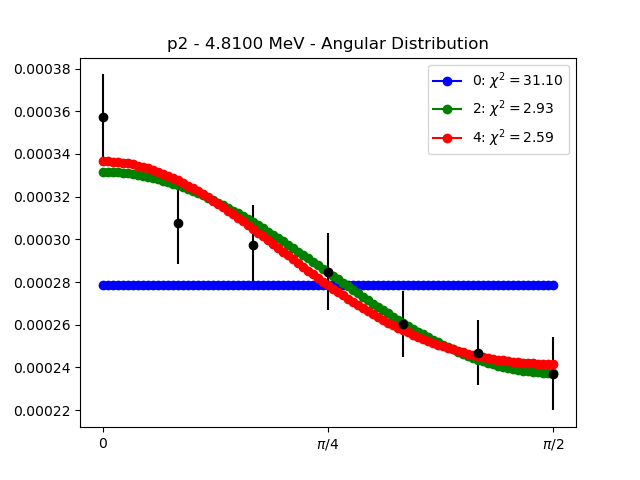 p2 - 4.8100 MeV - Angular Distribution
0.00038
0.00036
0.00034
0.00032
0.00030
0.00028
0.00026
0.00024
0.00022
0: χ² = 31.10
2: χ² = 2.93
4: χ² = 2.59
0 π/4 π/2